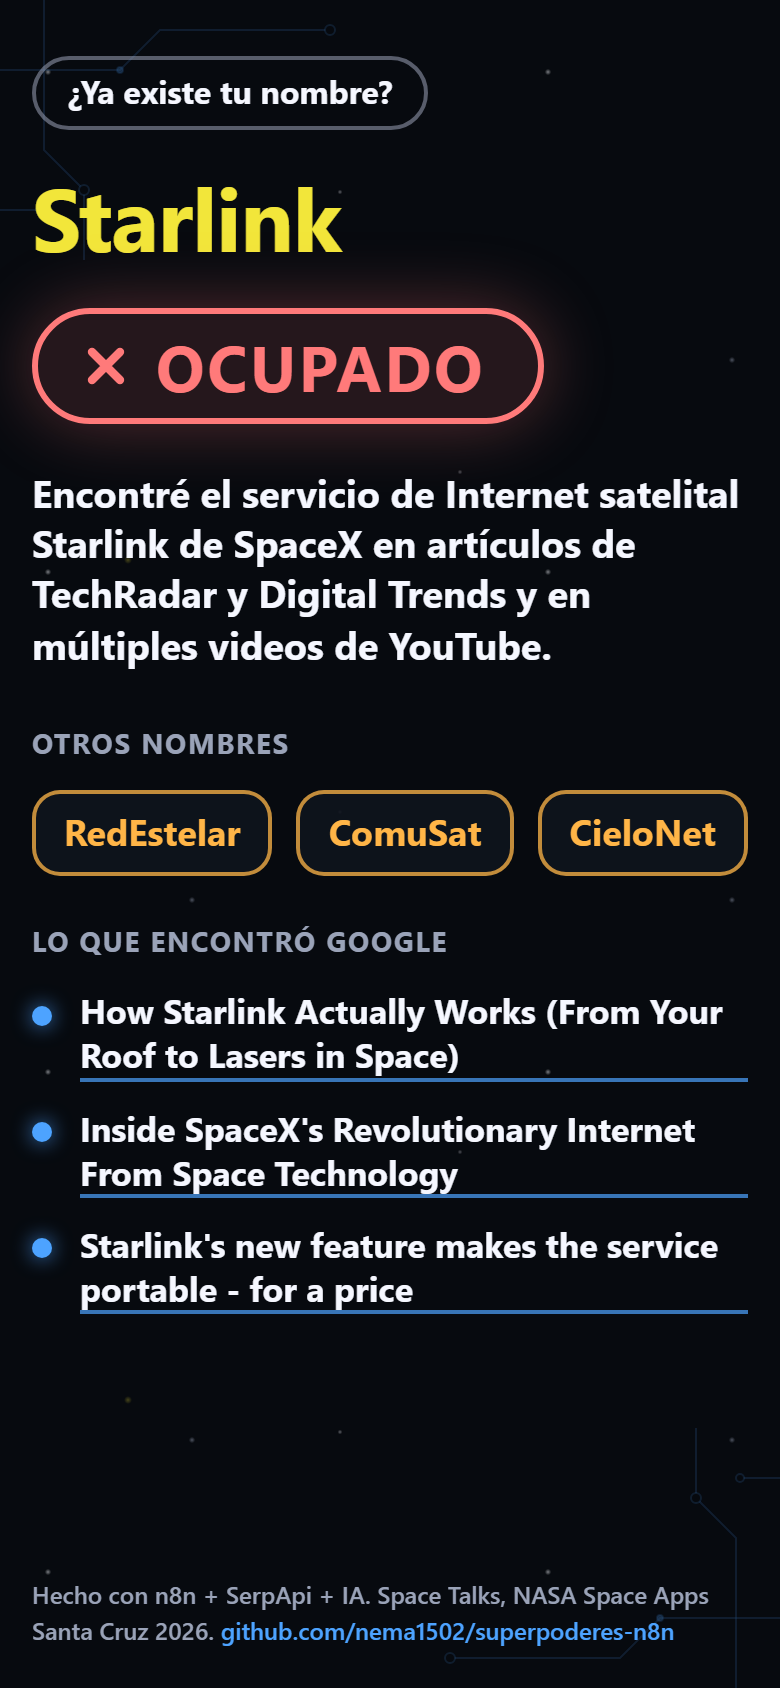 ¿Ya existe tu nombre?
Starlink
✕ OCUPADO
Encontré el servicio de Internet satelital
Starlink de SpaceX en artículos de
TechRadar y Digital Trends y en
múltiples videos de YouTube.
OTROS NOMBRES
RedEstelar ComuSat CieloNet
LO QUE ENCONTRÓ GOOGLE
How Starlink Actually Works (From Your
Roof to Lasers in Space)
Inside SpaceX's Revolutionary Internet
From Space Technology
Starlink's new feature makes the service
portable - for a price
Hecho con n8n + SerpApi + IA. Space Talks, NASA Space Apps
Santa Cruz 2026. github.com/nema1502/superpoderes-n8n